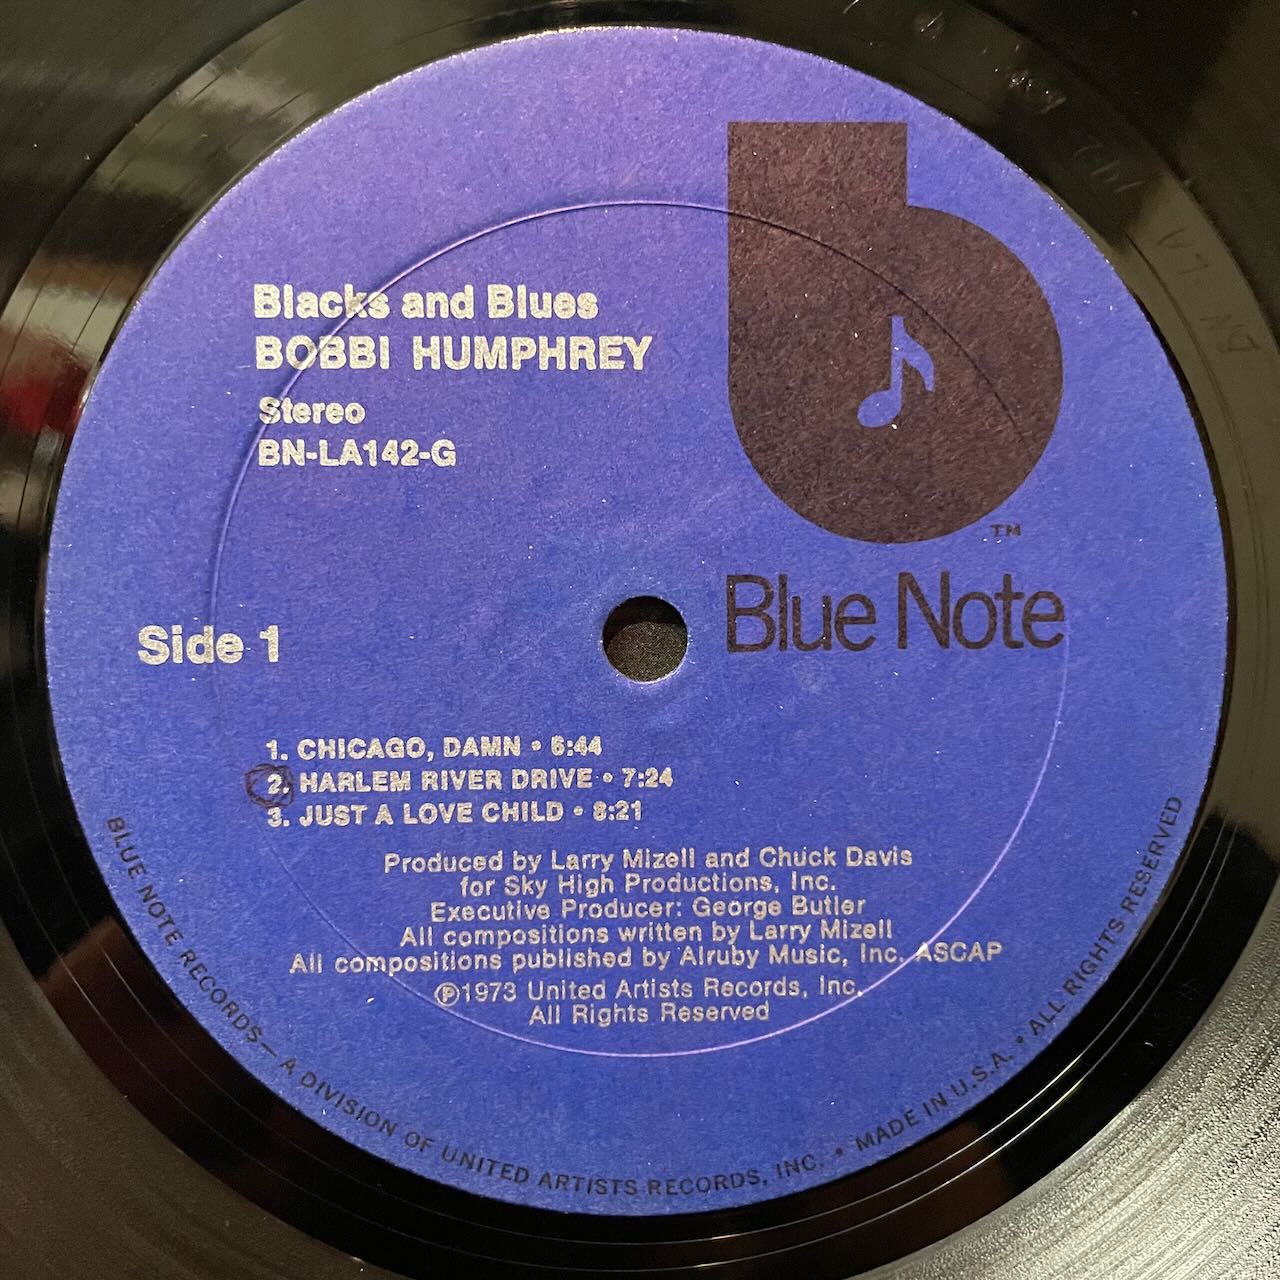 Blacks and Blues
BOBBI HUMPHREY
Stereo
BN-LA142-G
b
TM
Blue Note
Side 1
1. CHICAGO, DAMN • 6:44
2. HARLEM RIVER DRIVE • 7:24
3. JUST A LOVE CHILD • 8:21
Produced by Larry Mizell and Chuck Davis
for Sky High Productions, Inc.
Executive Producer: George Butler
All compositions written by Larry Mizell
All compositions published by Alruby Music, Inc. ASCAP
℗1973 United Artists Records, Inc.
All Rights Reserved
BLUE NOTE RECORDS — A DIVISION OF UNITED ARTISTS RECORDS, INC. • MADE IN U.S.A. • ALL RIGHTS RESERVED
BN-LA